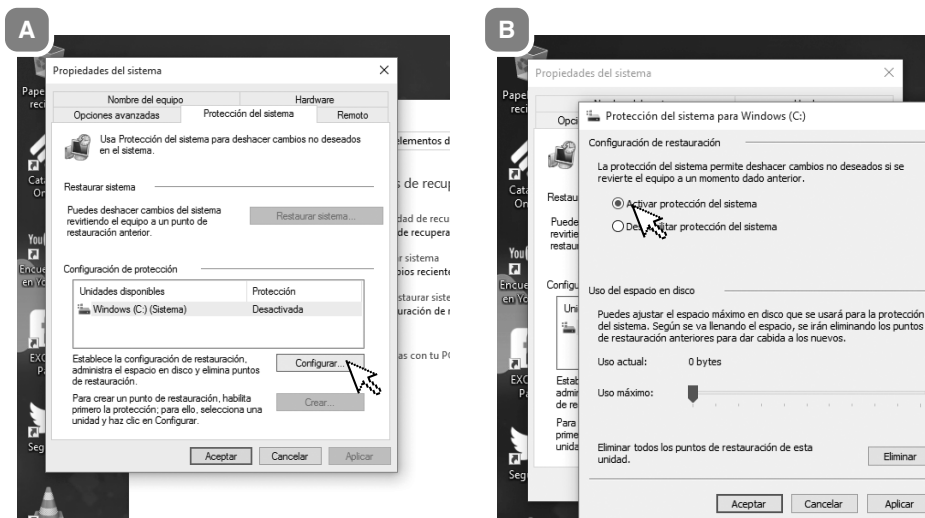 A
Propiedades del sistema
Nombre del equipo
Hardware
Opciones avanzadas
Protección del sistema
Remoto
Usa Protección del sistema para deshacer cambios no deseados
en el sistema.
Restaurar sistema
Puedes deshacer cambios del sistema
revirtiendo el equipo a un punto de
restauración anterior.
Restaurar sistema...
Configuración de protección
Unidades disponibles
Protección
Windows (C:) (Sistema)
Desactivada
Establece la configuración de restauración,
administra el espacio en disco y elimina puntos
de restauración.
Configurar...
Para crear un punto de restauración, habilita
primero la protección; para ello, selecciona una
unidad y haz clic en Configurar.
Crear...
Aceptar
Cancelar
Aplicar
B
Propiedades del sistema
Protección del sistema para Windows (C:)
Configuración de restauración
La protección del sistema permite deshacer cambios no deseados si se
revierte el equipo a un momento dado anterior.
Activar protección del sistema
protección del sistema
Uso del espacio en disco
Puedes ajustar el espacio máximo en disco que se usará para la protección
del sistema. Según se va llenando el espacio, se irán eliminando los puntos
de restauración anteriores para dar cabida a los nuevos.
Uso actual:
0 bytes
Uso máximo:
Eliminar todos los puntos de restauración de esta
unidad.
Eliminar
Aceptar
Cancelar
Aplicar